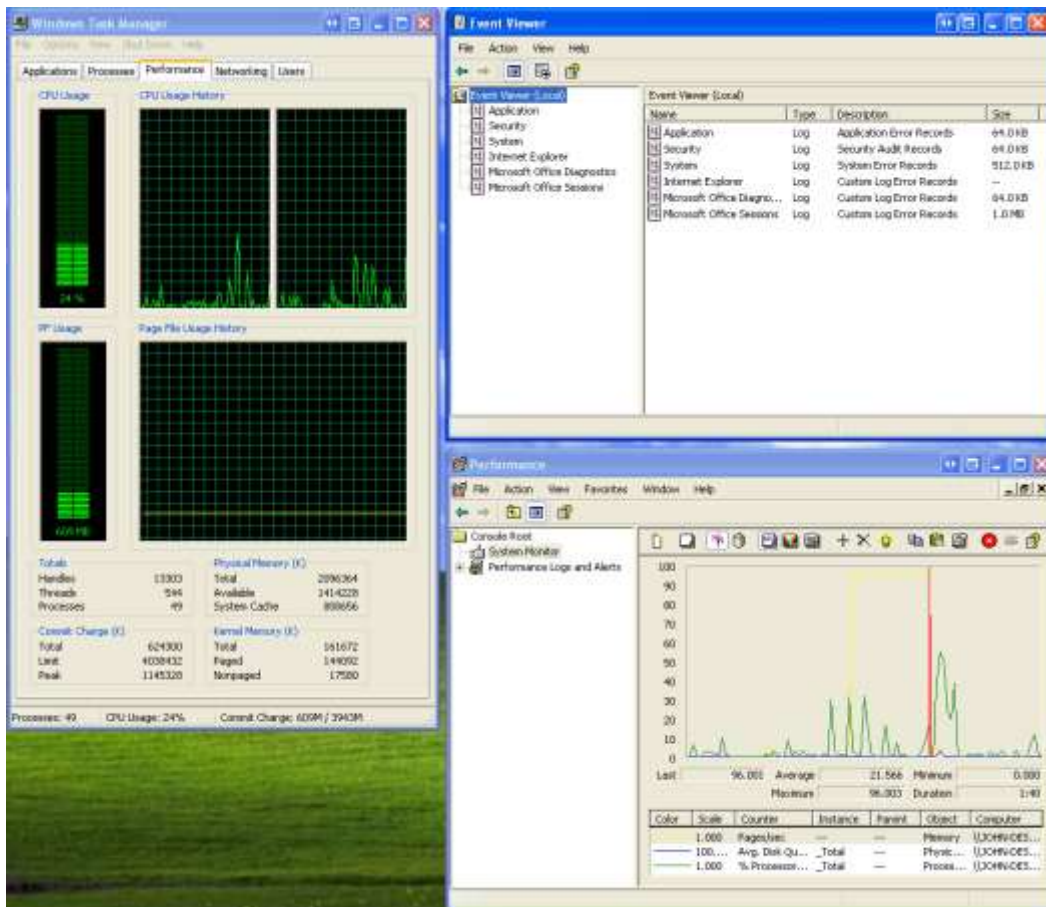 Windows Task Manager
File Options View Shut Down Help
Applications Processes Performance Networking Users
CPU Usage CPU Usage History
24 %
PF Usage Page File Usage History
609 MB
Totals
Handles 13303
Threads 544
Processes 49
Physical Memory (K)
Total 2096364
Available 1414228
System Cache 888656
Commit Charge (K)
Total 624300
Limit 4038432
Peak 1145328
Kernel Memory (K)
Total 161672
Paged 144092
Nonpaged 17580
Processes: 49 CPU Usage: 24% Commit Charge: 609M / 3943M
Event Viewer
File Action View Help
Event Viewer (Local)
Application
Security
System
Internet Explorer
Microsoft Office Diagnostics
Microsoft Office Sessions
Event Viewer (Local)
Name Type Description Size
Application Log Application Error Records 64.0 KB
Security Log Security Audit Records 64.0 KB
System Log System Error Records 512.0 KB
Internet Explorer Log Custom Log Error Records --
Microsoft Office Diagno... Log Custom Log Error Records 64.0 KB
Microsoft Office Sessions Log Custom Log Error Records 1.0 MB
Performance
File Action View Favorites Window Help
Console Root
System Monitor
Performance Logs and Alerts
100
90
80
70
60
50
40
30
20
10
0
Last 96.001 Average 21.566 Minimum 0.000
Maximum 96.003 Duration 1:40
Color Scale Counter Instance Parent Object Computer
1.000 Pages/sec --- --- Memory \\JOHN-DES...
100.... Avg. Disk Qu... _Total --- Physic... \\JOHN-DES...
1.000 % Processor... _Total --- Proces... \\JOHN-DES...